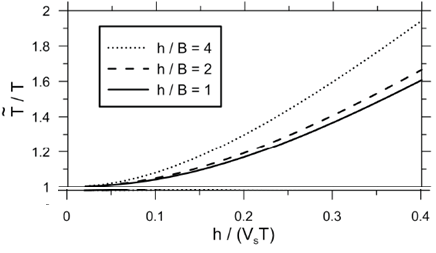 2
1.8
1.6
1.4
1.2
1
T̃ / T
h / B = 4
h / B = 2
h / B = 1
0 0.1 0.2 0.3 0.4
h / (VsT)